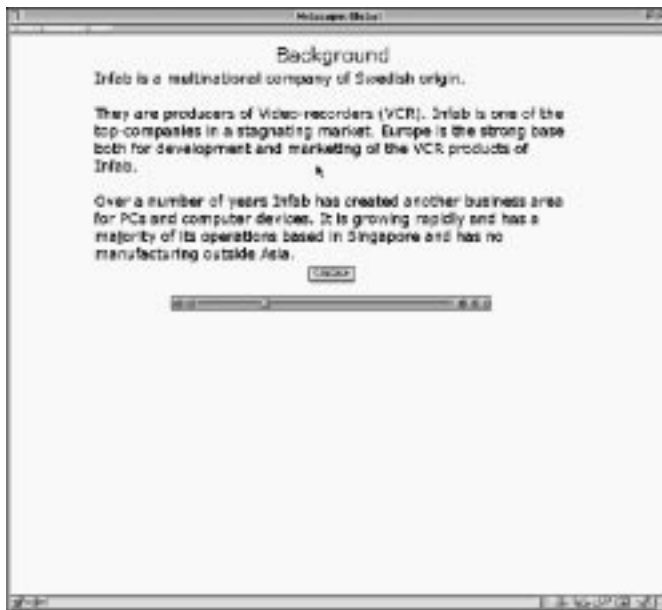 Netscape: Global
Background
Infab is a multinational company of Swedish origin.
They are producers of Video-recorders (VCR). Infab is one of the
top-companies in a stagnating market. Europe is the strong base
both for development and marketing of the VCR products of
Infab.
Over a number of years Infab has created another business area
for PCs and computer devices. It is growing rapidly and has a
majority of its operations based in Singapore and has no
manufacturing outside Asia.